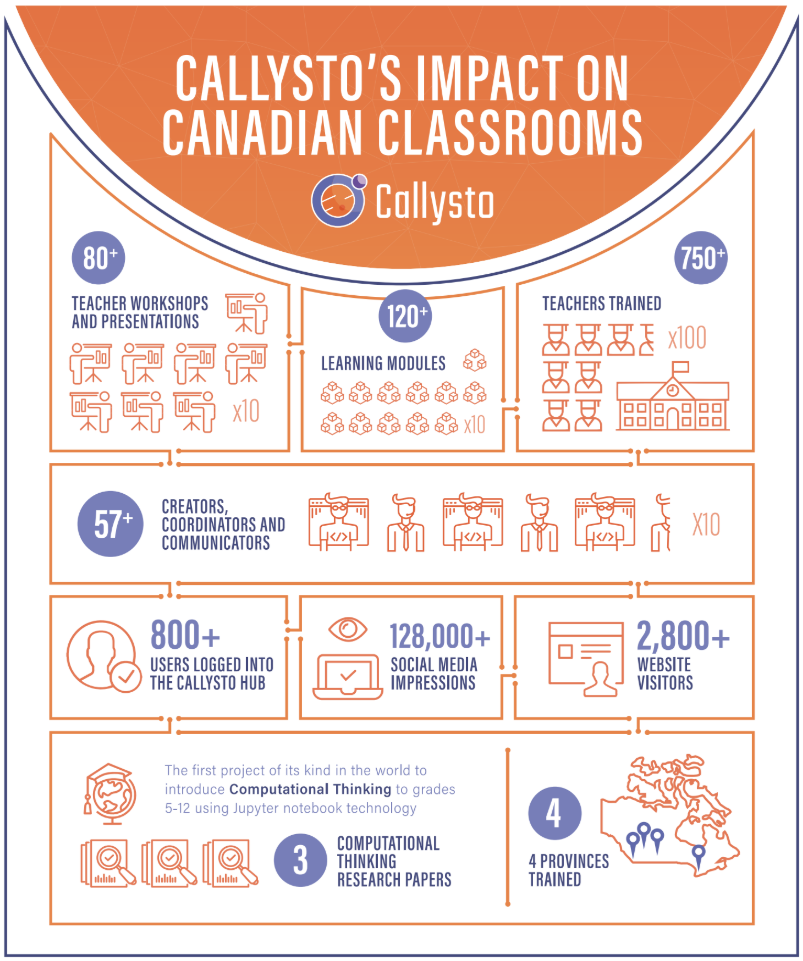 CALLYSTO'S IMPACT ON
CANADIAN CLASSROOMS
Callysto
80+
TEACHER WORKSHOPS
AND PRESENTATIONS
x10
120+
LEARNING MODULES
x10
750+
TEACHERS TRAINED
x100
57+
CREATORS,
COORDINATORS AND
COMMUNICATORS
</>
</>
</>
X10
800+
USERS LOGGED INTO
THE CALLYSTO HUB
128,000+
SOCIAL MEDIA
IMPRESSIONS
2,800+
WEBSITE
VISITORS
The first project of its kind in the world to
introduce Computational Thinking to grades
5-12 using Jupyter notebook technology
3
COMPUTATIONAL
THINKING
RESEARCH PAPERS
4
4 PROVINCES
TRAINED